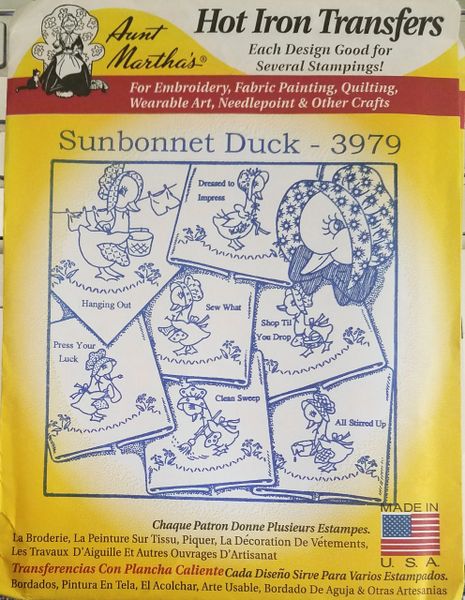 Aunt
Martha's®
Hot Iron Transfers
Each Design Good for
Several Stampings!
For Embroidery, Fabric Painting, Quilting,
Wearable Art, Needlepoint & Other Crafts
Sunbonnet Duck - 3979
Dressed to
Impress
Hanging Out
Sew What
Shop Til
You Drop
Press Your
Luck
Clean Sweep
All Stirred Up
Chaque Patron Donne Plusieurs Estampes.
La Broderie, La Peinture Sur Tissu, Piquer, La Décoration De Vétements,
Les Travaux D'Aiguille Et Autres Ouvrages D'Artisanat
MADE IN
U. S. A.
Transferencias Con Plancha Caliente Cada Diseño Sirve Para Varios Estampados.
Bordados, Pintura En Tela, El Acolchar, Arte Usable, Bordado De Aguja & Otras Artesanias